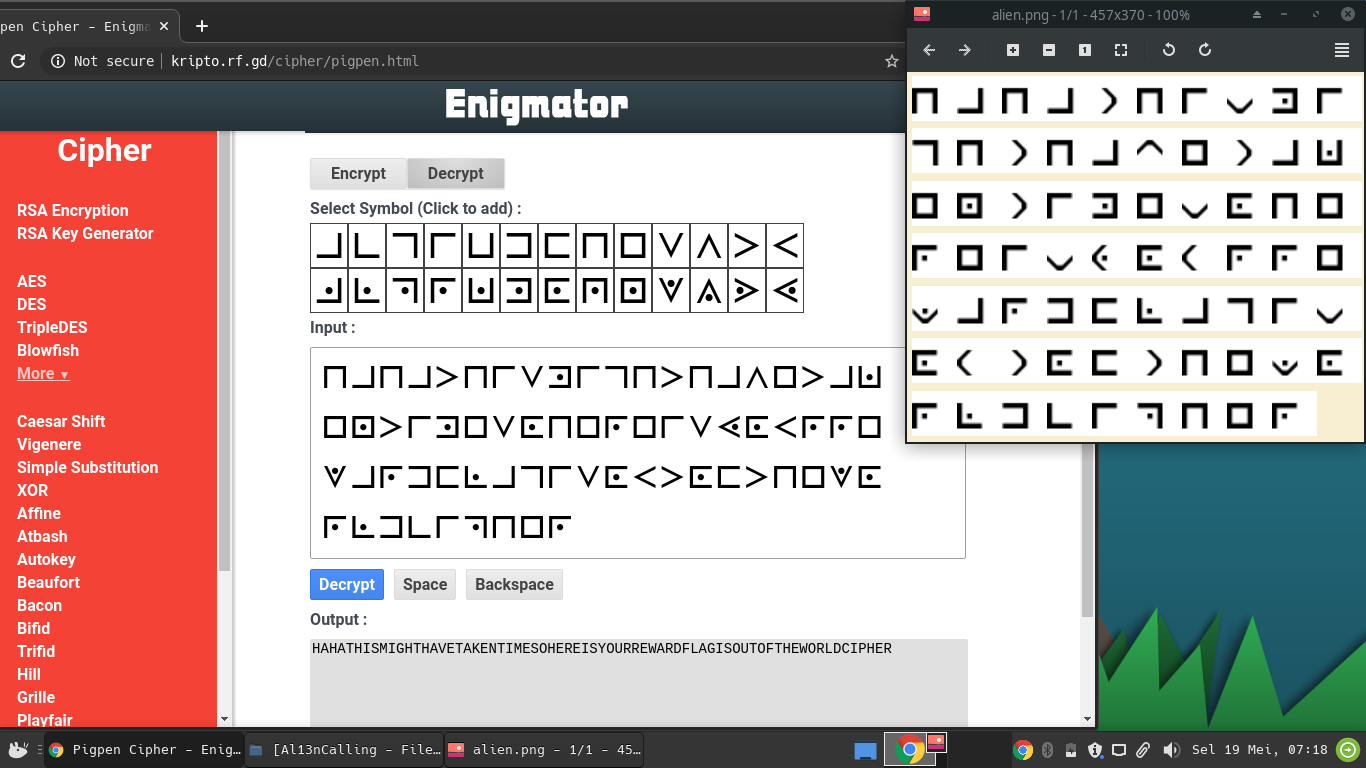 pen Cipher - Enigma
alien.png - 1/1 - 457x370 - 100%
Not secure | kripto.rf.gd/cipher/pigpen.html
Enigmator
Cipher
RSA Encryption
RSA Key Generator
AES
DES
TripleDES
Blowfish
More ▼
Caesar Shift
Vigenere
Simple Substitution
XOR
Affine
Atbash
Autokey
Beaufort
Bacon
Bifid
Trifid
Hill
Grille
Playfair
Encrypt Decrypt
Select Symbol (Click to add) :
Input :
Decrypt Space Backspace
Output :
HAHATHISMIGHTHAVETAKENTIMESOHEREISYOURREWARDFLAGISOUTOFTHEWORLDCIPHER
Pigpen Cipher - Enig... [Al13nCalling - File... alien.png - 1/1 - 45... Sel 19 Mei, 07:18